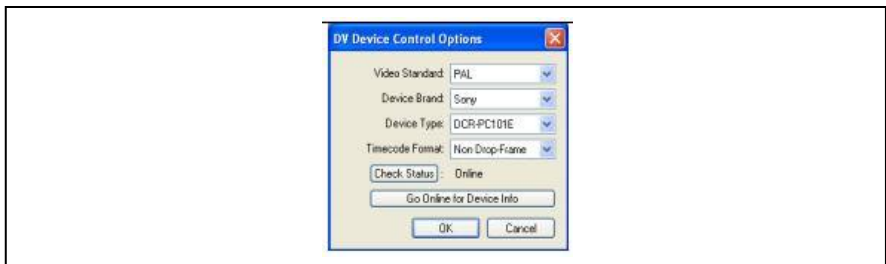 DV Device Control Options
Video Standard: PAL
Device Brand: Sony
Device Type: DCR-PC101E
Timecode Format: Non Drop-Frame
Check Status : Online
Go Online for Device Info
OK Cancel